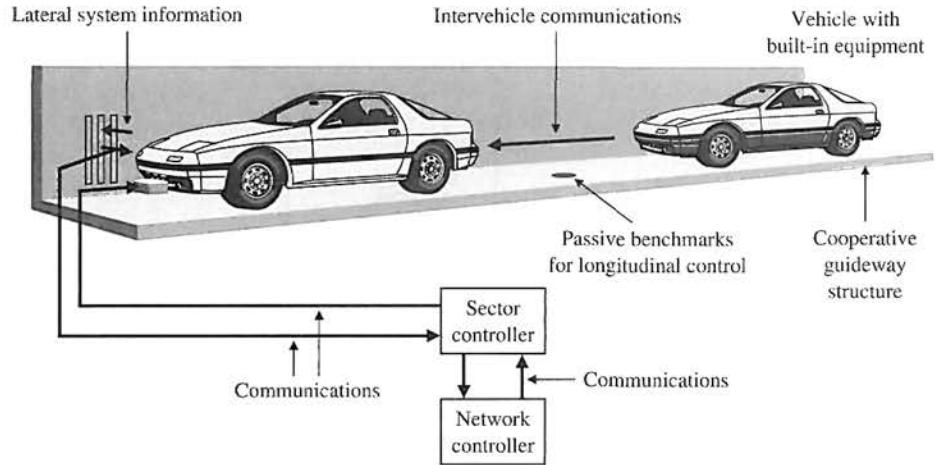 Lateral system information
Intervehicle communications
Vehicle with
built-in equipment
Passive benchmarks
for longitudinal control
Cooperative
guideway
structure
Sector
controller
Communications
Communications
Network
controller